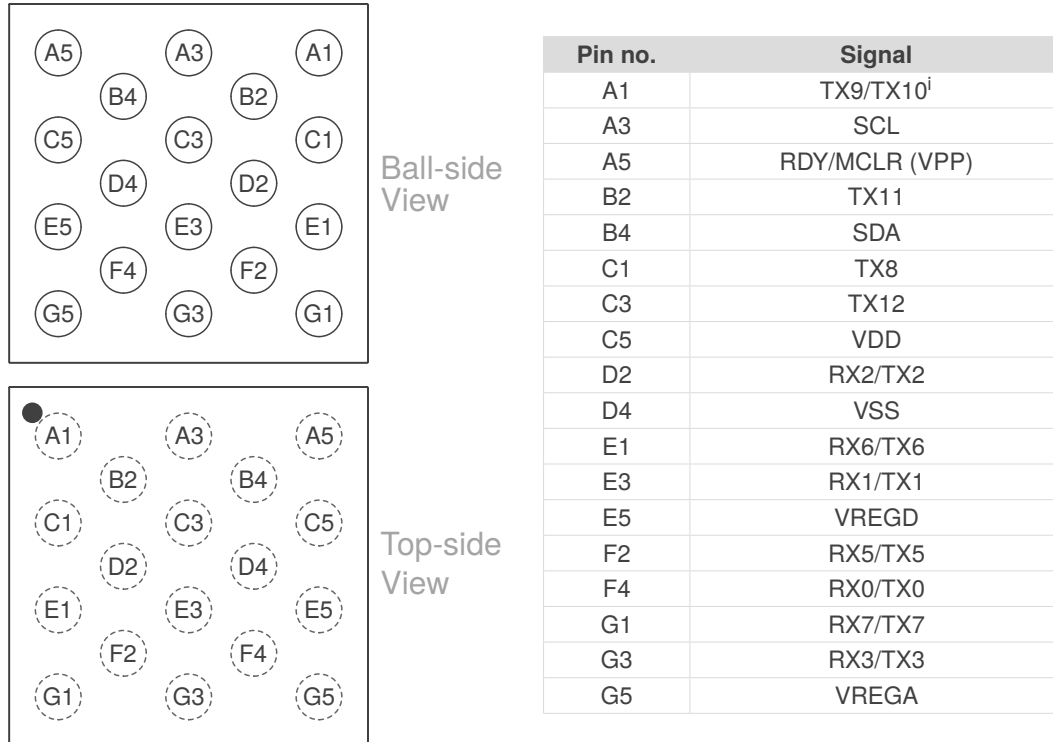 A5 A3 A1
B4 B2
C5 C3 C1
D4 D2
E5 E3 E1
F4 F2
G5 G3 G1
Ball-side
View
A1 A3 A5
B2 B4
C1 C3 C5
D2 D4
E1 E3 E5
F2 F4
G1 G3 G5
Top-side
View
Pin no. Signal
A1 TX9/TX10ⁱ
A3 SCL
A5 RDY/MCLR (VPP)
B2 TX11
B4 SDA
C1 TX8
C3 TX12
C5 VDD
D2 RX2/TX2
D4 VSS
E1 RX6/TX6
E3 RX1/TX1
E5 VREGD
F2 RX5/TX5
F4 RX0/TX0
G1 RX7/TX7
G3 RX3/TX3
G5 VREGA